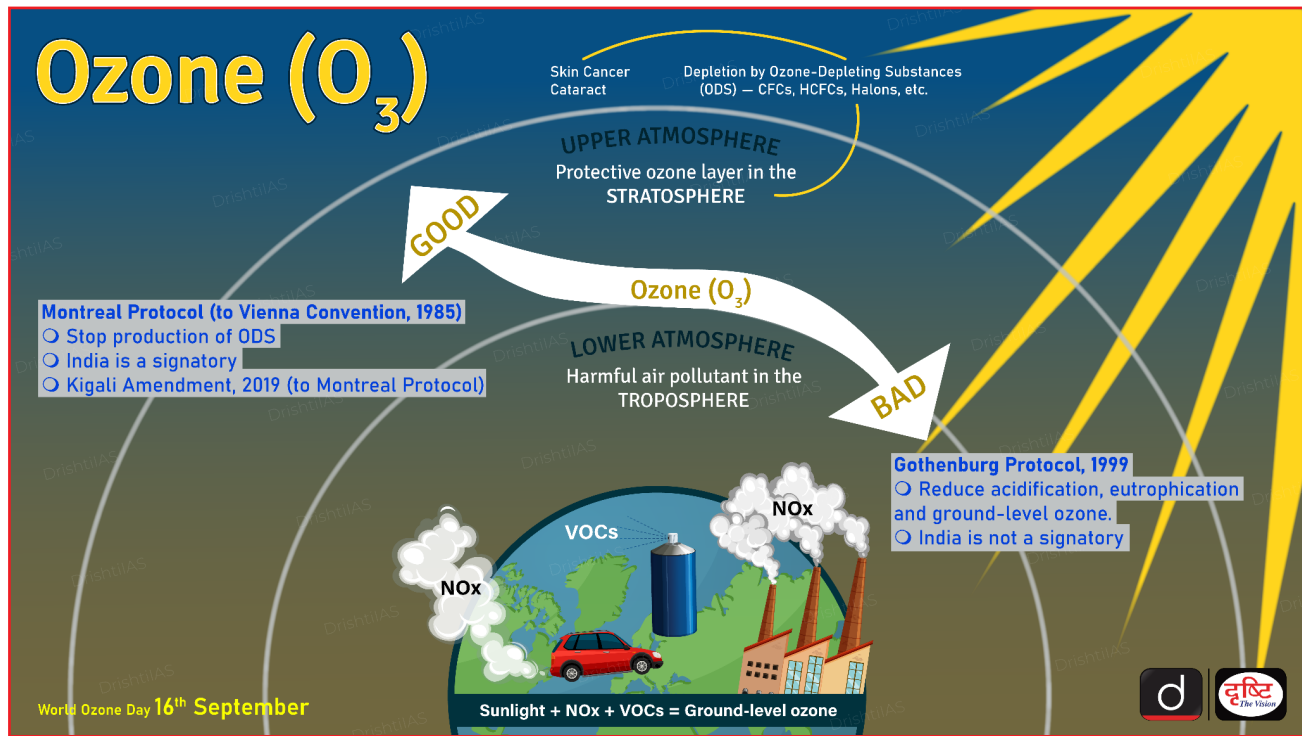 Ozone (O3)
Skin Cancer
Cataract
Depletion by Ozone-Depleting Substances
(ODS) — CFCs, HCFCs, Halons, etc.
UPPER ATMOSPHERE
Protective ozone layer in the
STRATOSPHERE
GOOD
Ozone (O3)
BAD
LOWER ATMOSPHERE
Harmful air pollutant in the
TROPOSPHERE
Montreal Protocol (to Vienna Convention, 1985)
❍ Stop production of ODS
❍ India is a signatory
❍ Kigali Amendment, 2019 (to Montreal Protocol)
Gothenburg Protocol, 1999
❍ Reduce acidification, eutrophication
and ground-level ozone.
❍ India is not a signatory
NOx
VOCs
NOx
Sunlight + NOx + VOCs = Ground-level ozone
World Ozone Day 16th September
d
दृष्टि
The Vision
DrishtiIAS